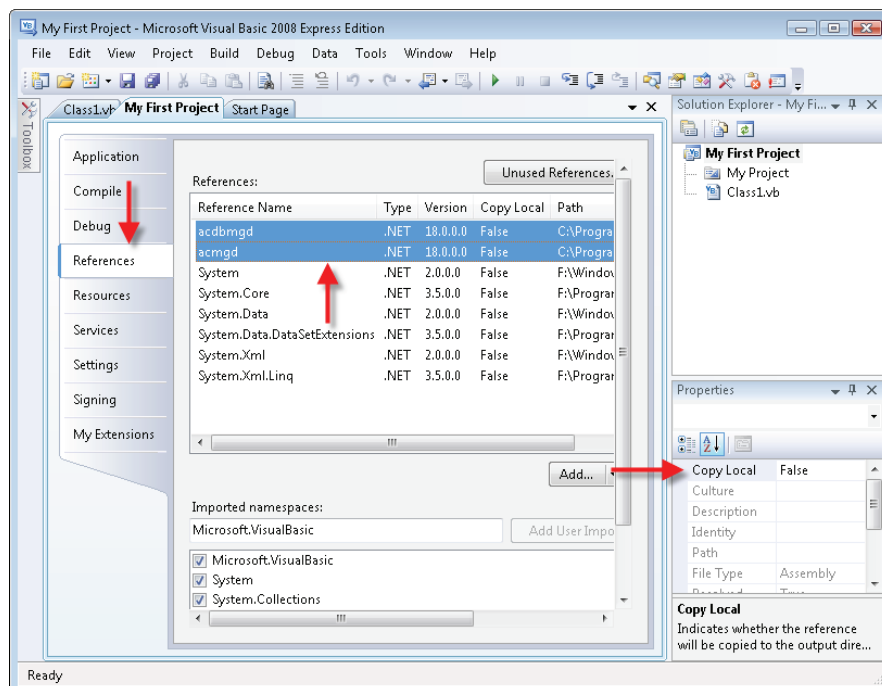 My First Project - Microsoft Visual Basic 2008 Express Edition
File Edit View Project Build Debug Data Tools Window Help
Toolbox
Class1.vb My First Project Start Page
Application
Compile
Debug
References
Resources
Services
Settings
Signing
My Extensions
References:
Unused References.
Reference Name Type Version Copy Local Path
acdbmgd .NET 18.0.0.0 False C:\Progra
acmgd .NET 18.0.0.0 False C:\Progra
System .NET 2.0.0.0 False F:\Window
System.Core .NET 3.5.0.0 False F:\Progran
System.Data .NET 2.0.0.0 False F:\Window
System.Data.DataSetExtensions .NET 3.5.0.0 False F:\Progran
System.Xml .NET 2.0.0.0 False F:\Window
System.Xml.Linq .NET 3.5.0.0 False F:\Progran
Add...
Imported namespaces:
Microsoft.VisualBasic
Add User Impo
Microsoft.VisualBasic
System
System.Collections
Solution Explorer - My Fi...
My First Project
My Project
Class1.vb
Properties
Copy Local False
Culture
Description
Identity
Path
File Type Assembly
Copy Local
Indicates whether the reference
will be copied to the output dire...
Ready